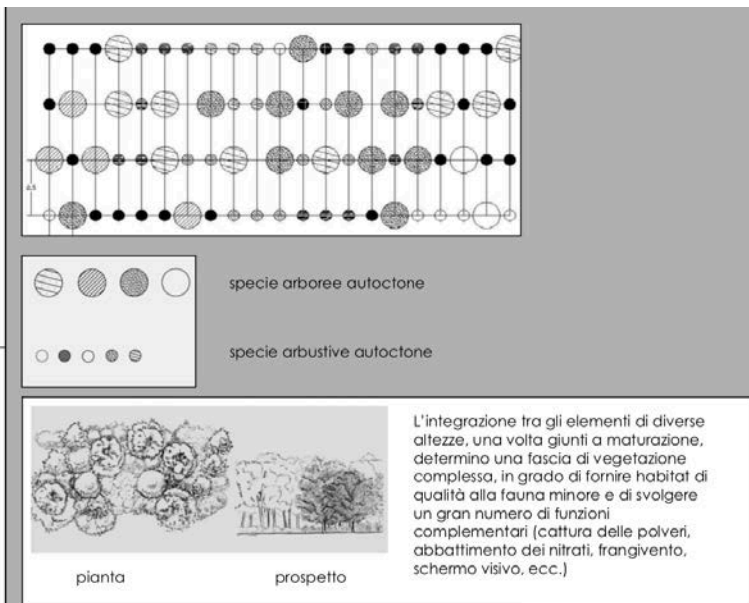 specie arboree autoctone
specie arbustive autoctone
L'integrazione tra gli elementi di diverse
altezze, una volta giunti a maturazione,
determino una fascia di vegetazione
complessa, in grado di fornire habitat di
qualità alla fauna minore e di svolgere
un gran numero di funzioni
complementari (cattura delle polveri,
abbattimento dei nitrati, frangivento,
schermo visivo, ecc.)
pianta prospetto